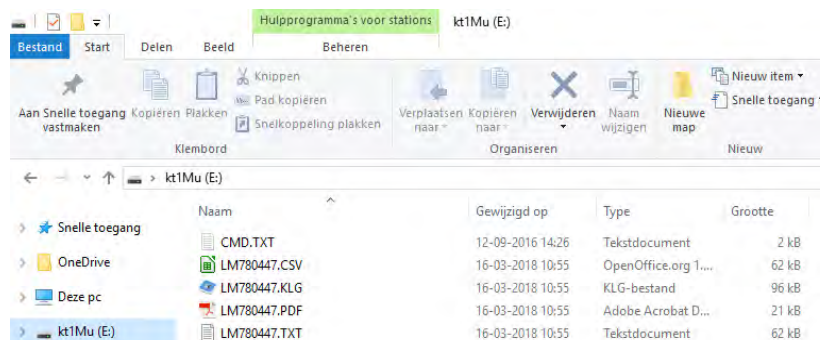 Hulpprogramma's voor stations kt1Mu (E:)
Bestand Start Delen Beeld Beheren
Aan Snelle toegang vastmaken
Kopiëren
Plakken
Knippen
Pad kopiëren
Snelkoppeling plakken
Verplaatsen naar
Kopiëren naar
Verwijderen
Naam wijzigen
Nieuwe map
Nieuw item
Snelle toegang
Klembord Organiseren Nieuw
kt1Mu (E:)
Snelle toegang
OneDrive
Deze pc
kt1Mu (E:)
Naam Gewijzigd op Type Grootte
CMD.TXT 12-09-2016 14:26 Tekstdocument 2 kB
LM780447.CSV 16-03-2018 10:55 OpenOffice.org 1.... 62 kB
LM780447.KLG 16-03-2018 10:55 KLG-bestand 96 kB
LM780447.PDF 16-03-2018 10:55 Adobe Acrobat D... 21 kB
LM780447.TXT 16-03-2018 10:55 Tekstdocument 62 kB